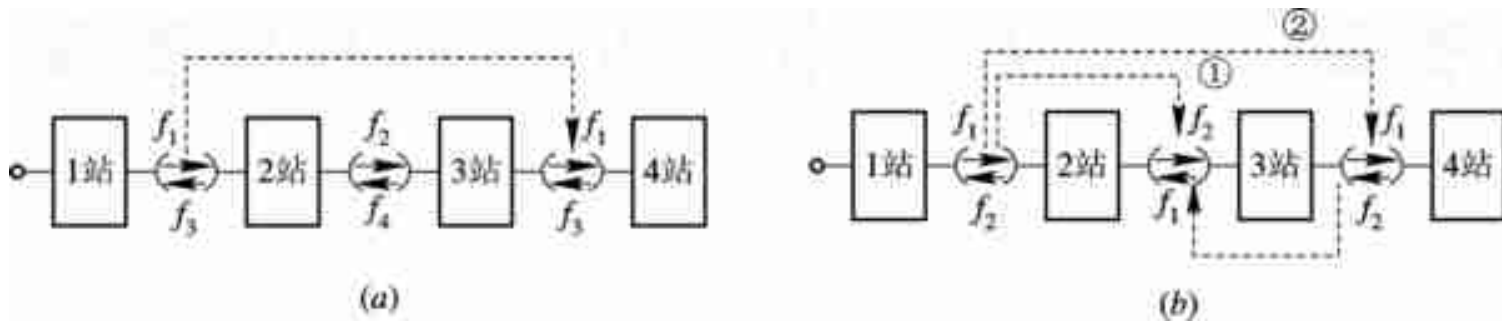 ②
①
f₁ f₂ f₁ f₁ f₂ f₁
1站 2站 3站 4站 1站 2站 3站 4站
f₃ f₄ f₃ f₂ f₁ f₂
(a) (b)